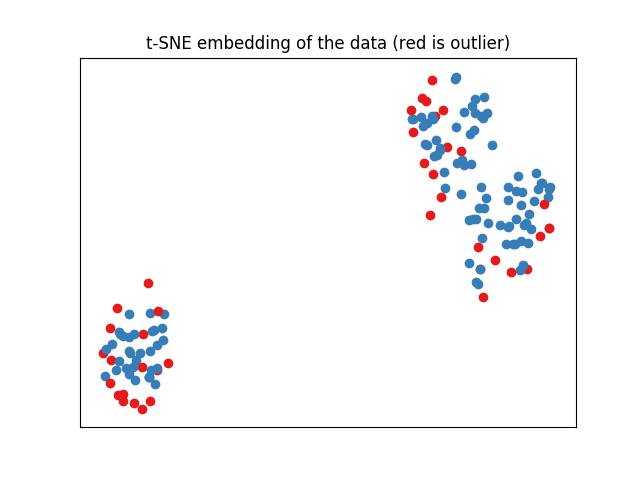 t-SNE embedding of the data (red is outlier)